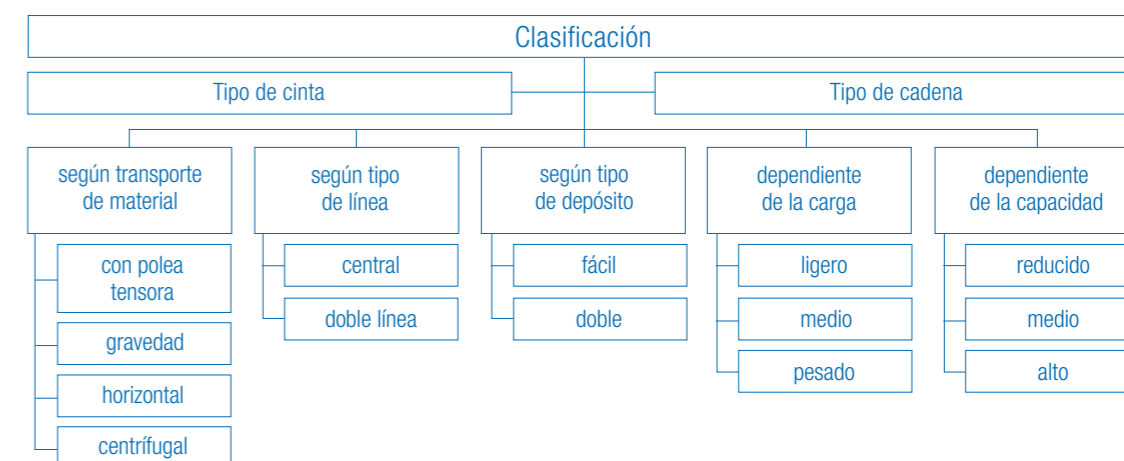 Clasificación
Tipo de cinta
Tipo de cadena
según transporte
de material
con polea
tensora
gravedad
horizontal
centrífugal
según tipo
de línea
central
doble línea
según tipo
de depósito
fácil
doble
dependiente
de la carga
ligero
medio
pesado
dependiente
de la capacidad
reducido
medio
alto